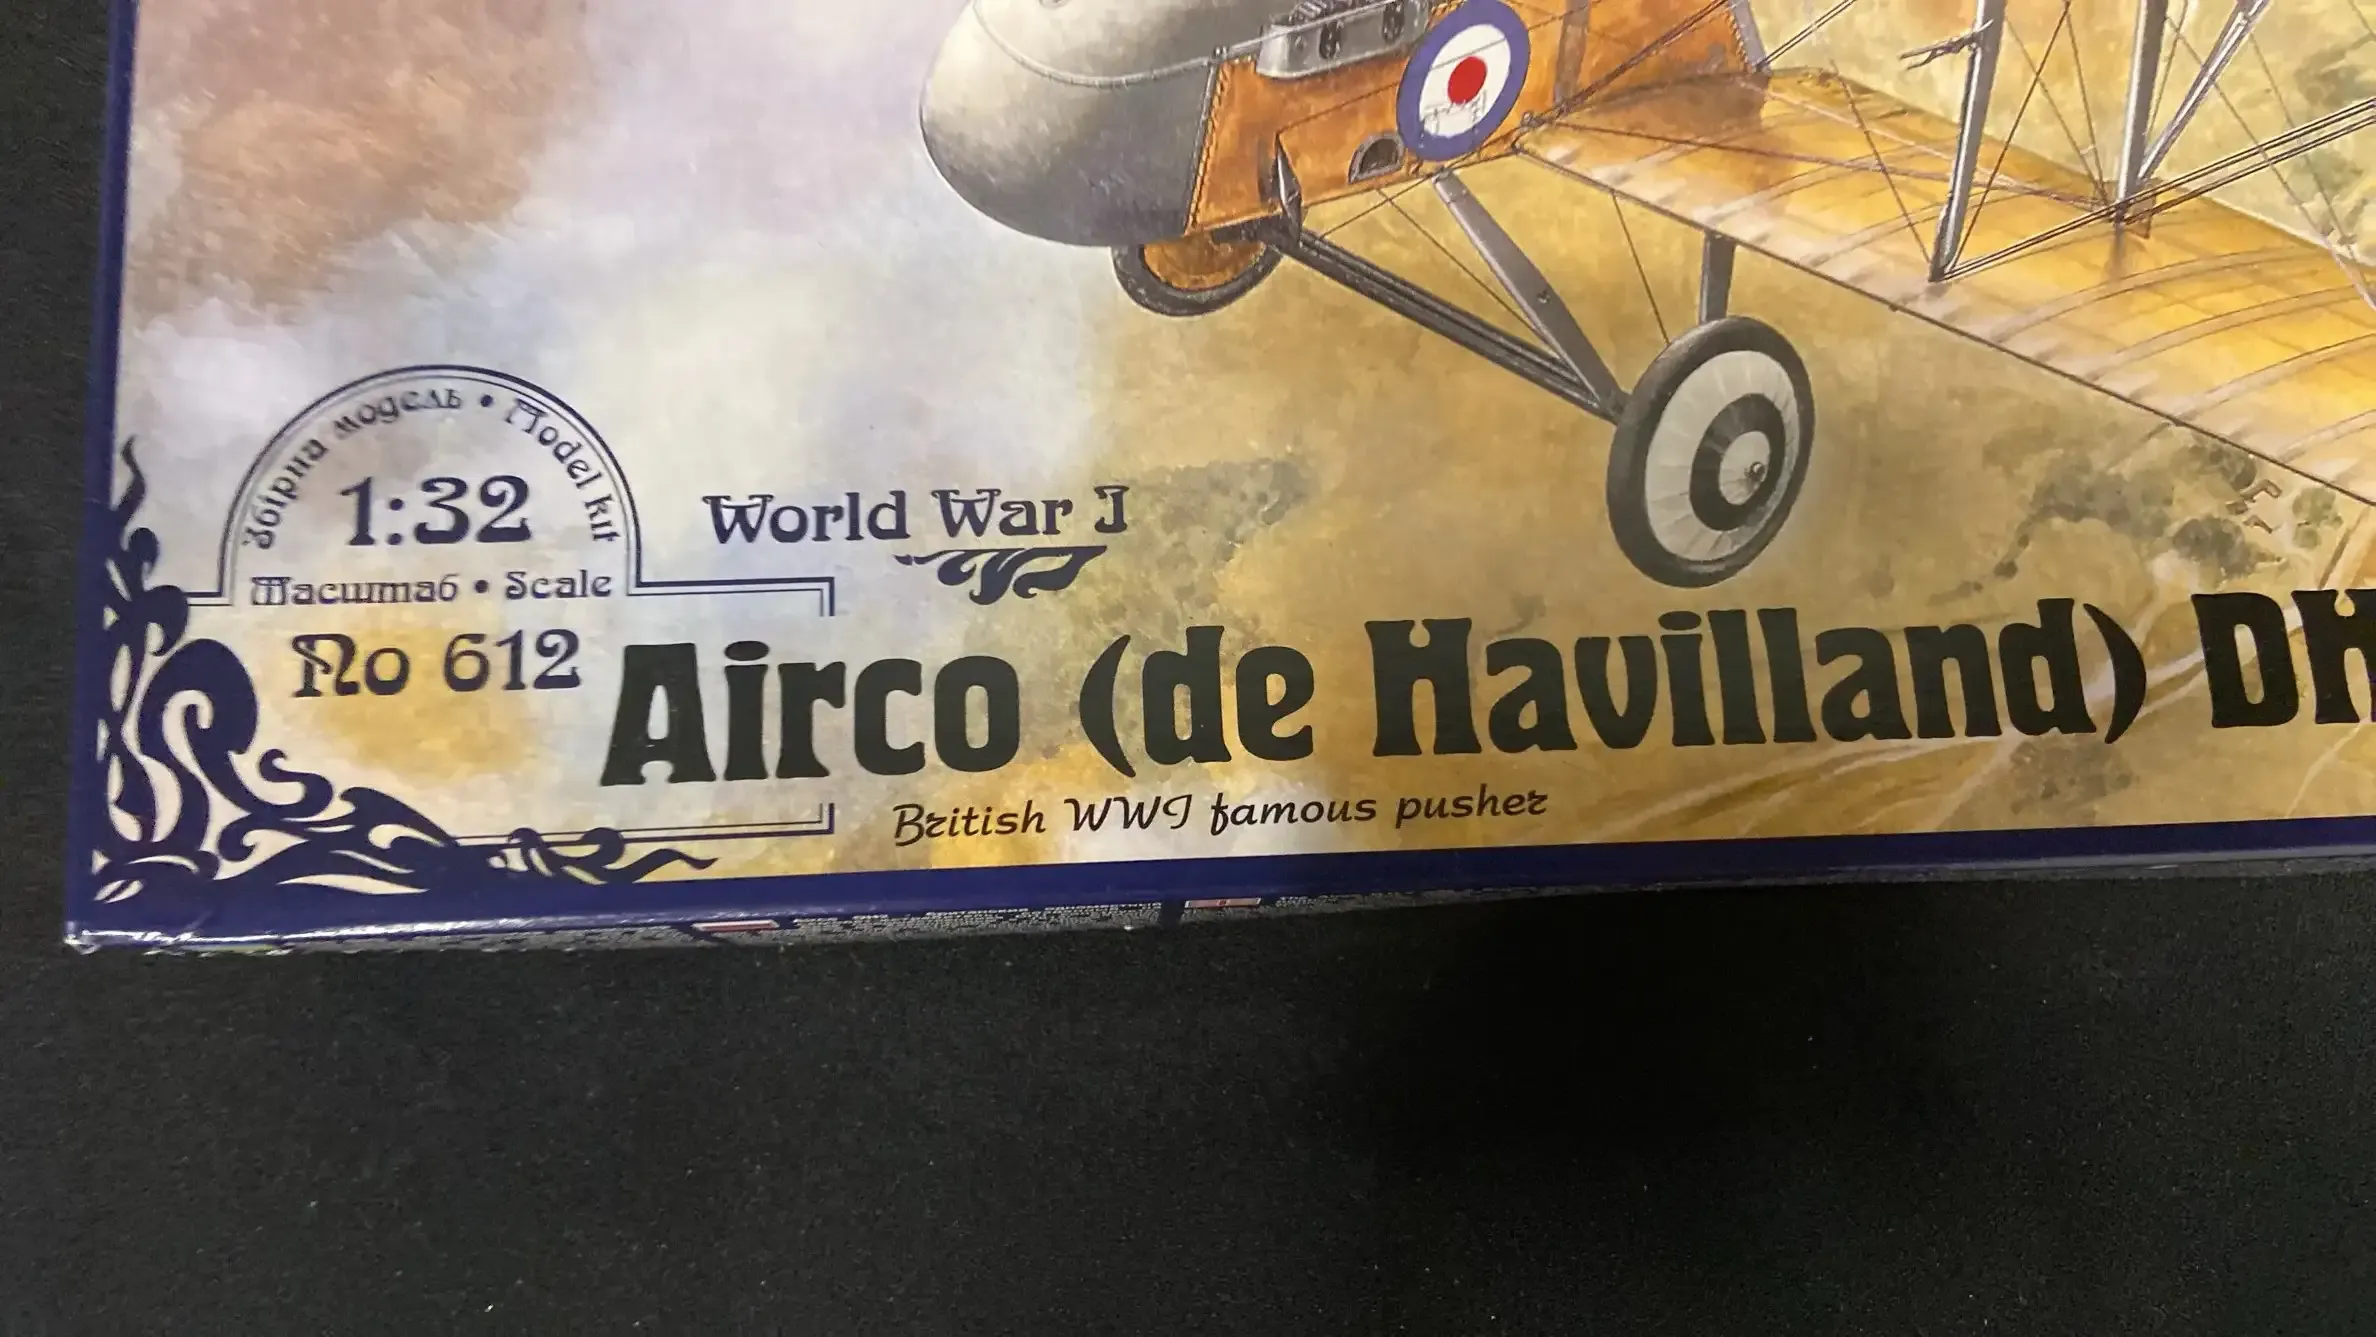 Збірна модель • Model kit
1:32
Масштаб • Scale
World War I
No 612
Airco (de Havilland) DH
British WWI famous pusher